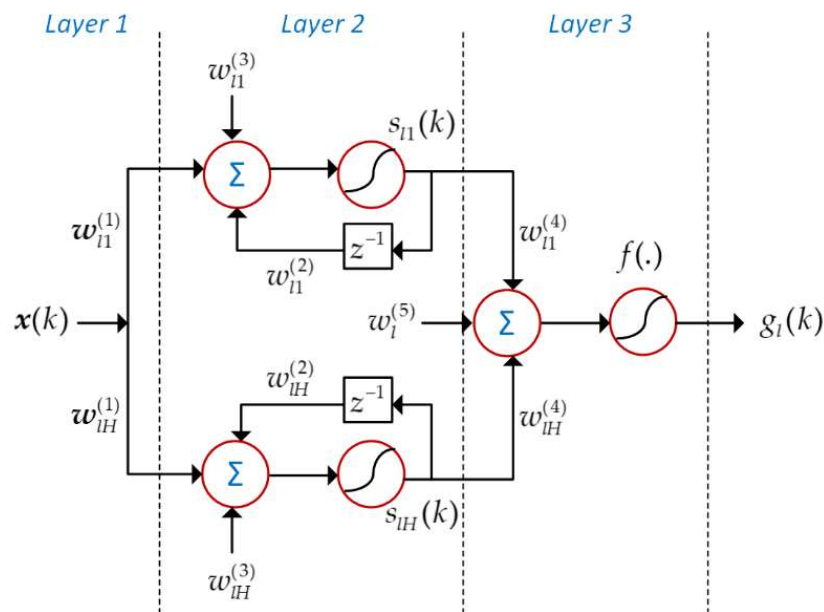 Layer 1 Layer 2 Layer 3
w_{l1}^{(3)}
s_{l1}(k)
Σ
w_{l1}^{(1)}
z^{-1}
w_{l1}^{(2)}
w_{l1}^{(4)}
f(.)
x(k)
w_l^{(5)}
Σ
g_l(k)
w_{lH}^{(1)}
w_{lH}^{(2)}
z^{-1}
w_{lH}^{(4)}
Σ
s_{lH}(k)
w_{lH}^{(3)}